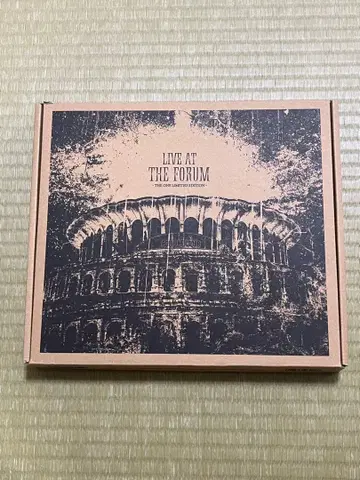 LIVE AT
THE FORUM
-THE ONE LIMITED EDITION-